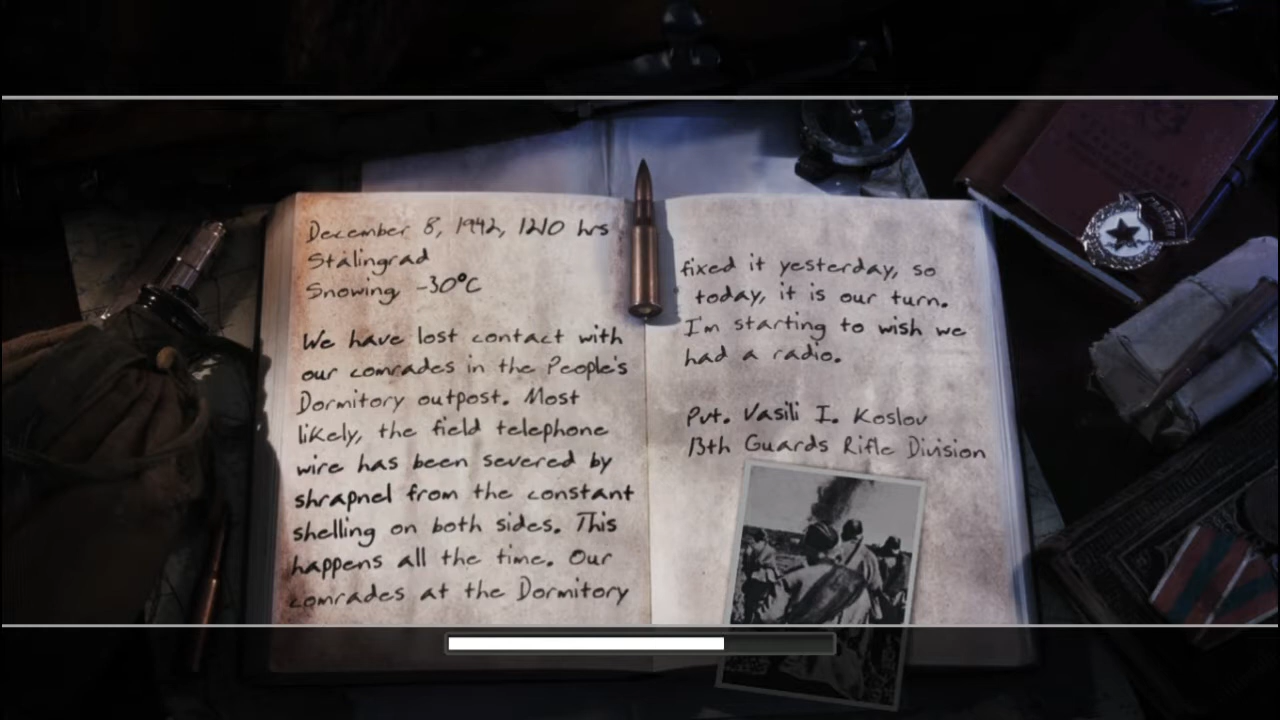 December 8, 1942, 1210 hrs
Stalingrad
Snowing -30°C
We have lost contact with
our comrades in the People's
Dormitory outpost. Most
likely, the field telephone
wire has been severed by
shrapnel from the constant
shelling on both sides. This
happens all the time. Our
comrades at the Dormitory
fixed it yesterday, so
today, it is our turn.
I'm starting to wish we
had a radio.
Pvt. Vasili I. Koslov
13th Guards Rifle Division